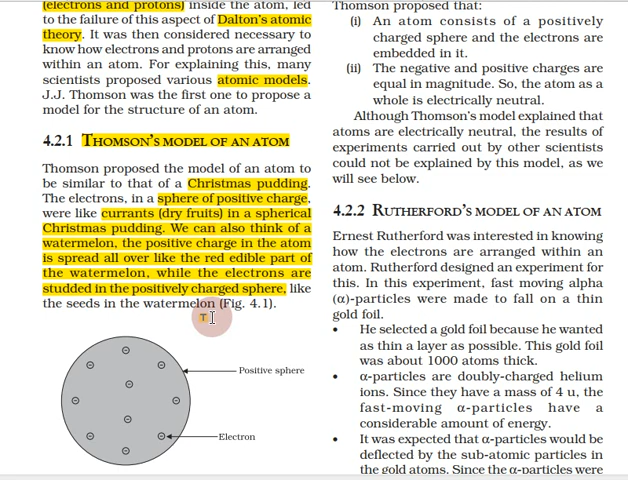 (electrons and protons) inside the atom, led
to the failure of this aspect of Dalton's atomic
theory. It was then considered necessary to
know how electrons and protons are arranged
within an atom. For explaining this, many
scientists proposed various atomic models.
J.J. Thomson was the first one to propose a
model for the structure of an atom.
4.2.1 THOMSON'S MODEL OF AN ATOM
Thomson proposed the model of an atom to
be similar to that of a Christmas pudding.
The electrons, in a sphere of positive charge,
were like currants (dry fruits) in a spherical
Christmas pudding. We can also think of a
watermelon, the positive charge in the atom
is spread all over like the red edible part of
the watermelon, while the electrons are
studded in the positively charged sphere, like
the seeds in the watermelon (Fig. 4.1).
T
Positive sphere
Electron
Thomson proposed that:
(i) An atom consists of a positively
charged sphere and the electrons are
embedded in it.
(ii) The negative and positive charges are
equal in magnitude. So, the atom as a
whole is electrically neutral.
Although Thomson's model explained that
atoms are electrically neutral, the results of
experiments carried out by other scientists
could not be explained by this model, as we
will see below.
4.2.2 RUTHERFORD'S MODEL OF AN ATOM
Ernest Rutherford was interested in knowing
how the electrons are arranged within an
atom. Rutherford designed an experiment for
this. In this experiment, fast moving alpha
(α)-particles were made to fall on a thin
gold foil.
• He selected a gold foil because he wanted
as thin a layer as possible. This gold foil
was about 1000 atoms thick.
• α-particles are doubly-charged helium
ions. Since they have a mass of 4 u, the
fast-moving α-particles have a
considerable amount of energy.
• It was expected that α-particles would be
deflected by the sub-atomic particles in
the gold atoms. Since the α-particles were